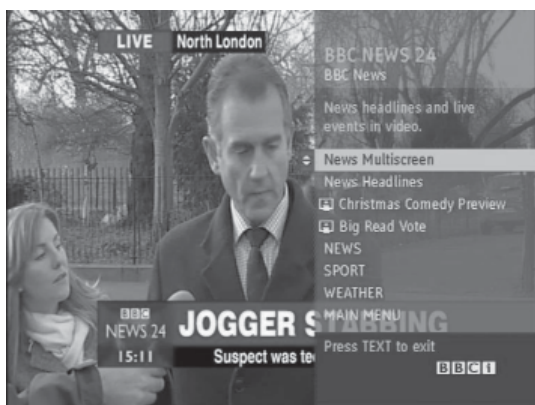 LIVE North London
BBC NEWS 24
BBC News
News headlines and live
events in video.
News Multiscreen
News Headlines
Christmas Comedy Preview
Big Read Vote
NEWS
SPORT
WEATHER
MAIN MENU
Press TEXT to exit
BBCi
BBC
NEWS 24
15:11
JOGGER STABBING
Suspect was